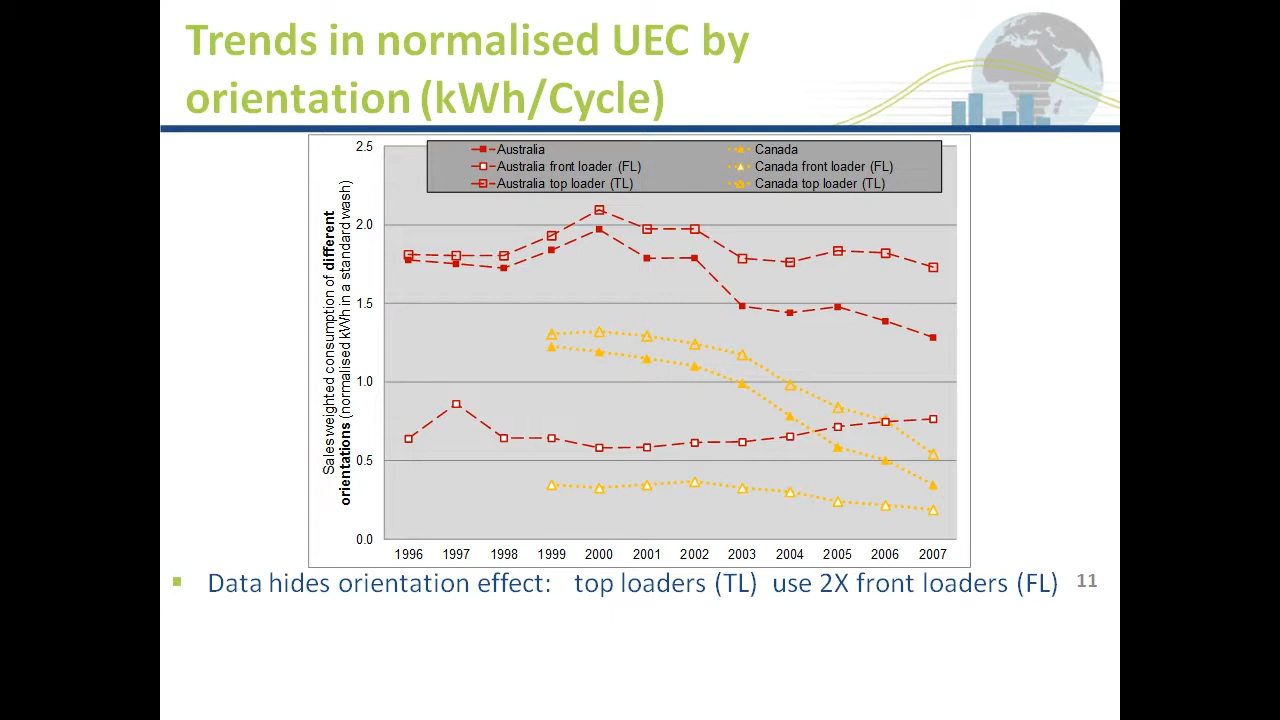 Trends in normalised UEC by
orientation (kWh/Cycle)
Sales weighted consumption of different
orientations (normalised kWh in a standard wash)
2.5
2.0
1.5
1.0
0.5
0.0
Australia
Canada
Australia front loader (FL)
Canada front loader (FL)
Australia top loader (TL)
Canada top loader (TL)
1996 1997 1998 1999 2000 2001 2002 2003 2004 2005 2006 2007
Data hides orientation effect: top loaders (TL) use 2X front loaders (FL)
11